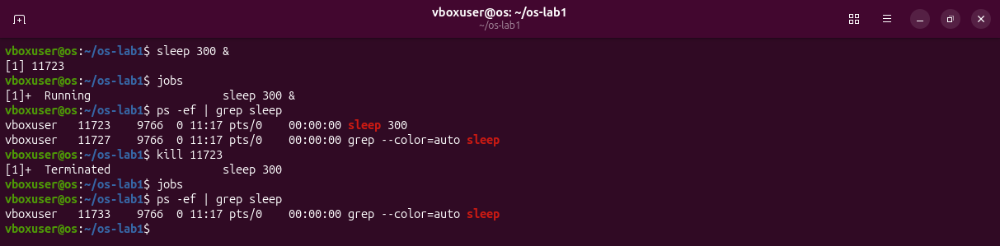 vboxuser@os: ~/os-lab1
~/os-lab1
vboxuser@os:~/os-lab1$ sleep 300 &
[1] 11723
vboxuser@os:~/os-lab1$ jobs
[1]+  Running                    sleep 300 &
vboxuser@os:~/os-lab1$ ps -ef | grep sleep
vboxuser   11723    9766  0 11:17 pts/0    00:00:00 sleep 300
vboxuser   11727    9766  0 11:17 pts/0    00:00:00 grep --color=auto sleep
vboxuser@os:~/os-lab1$ kill 11723
[1]+  Terminated                 sleep 300
vboxuser@os:~/os-lab1$ jobs
vboxuser@os:~/os-lab1$ ps -ef | grep sleep
vboxuser   11733    9766  0 11:17 pts/0    00:00:00 grep --color=auto sleep
vboxuser@os:~/os-lab1$